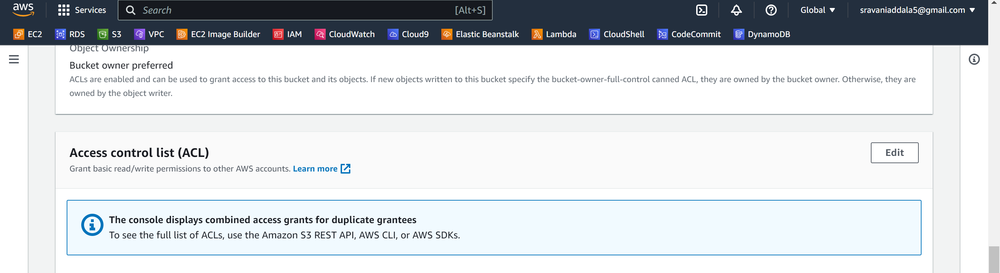 aws
Services
Search
[Alt+S]
Global
sravaniaddala5@gmail.com
EC2
RDS
S3
VPC
EC2 Image Builder
IAM
CloudWatch
Cloud9
Elastic Beanstalk
Lambda
CloudShell
CodeCommit
DynamoDB
Object Ownership
Bucket owner preferred
ACLs are enabled and can be used to grant access to this bucket and its objects. If new objects written to this bucket specify the bucket-owner-full-control canned ACL, they are owned by the bucket owner. Otherwise, they are
owned by the object writer.
Access control list (ACL)
Edit
Grant basic read/write permissions to other AWS accounts. Learn more
The console displays combined access grants for duplicate grantees
To see the full list of ACLs, use the Amazon S3 REST API, AWS CLI, or AWS SDKs.